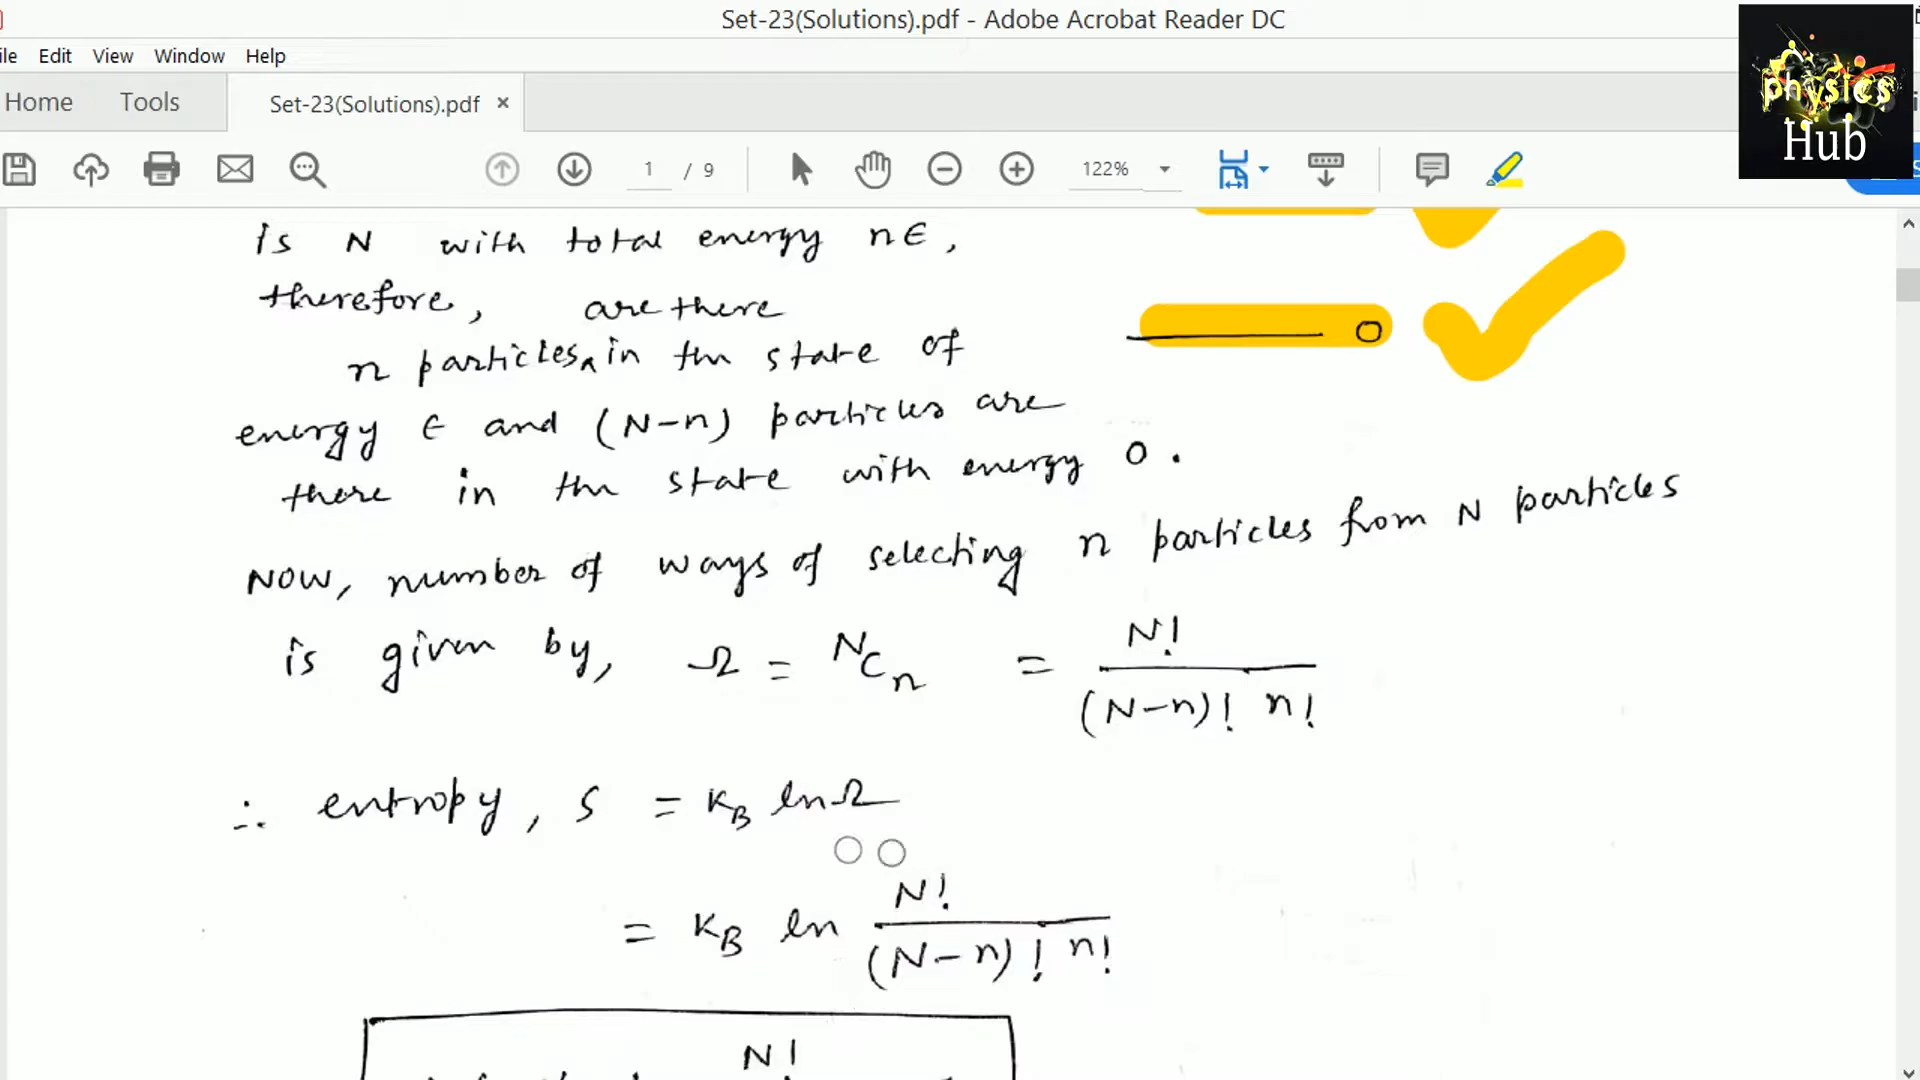 Set-23(Solutions).pdf - Adobe Acrobat Reader DC
ile Edit View Window Help
Home Tools Set-23(Solutions).pdf ×
1 / 9 122%
physics
Hub
is N with total energy nϵ,
therefore, are there
n particles ∧ in the state of
0
energy ϵ and (N-n) particles are
there in the state with energy 0.
Now, number of ways of selecting n particles from N particles
is given by, Ω = ᴺCₙ = N! / (N-n)! n!
∴ entropy, S = K_B ln Ω
= K_B ln N! / (N-n)! n!
N!